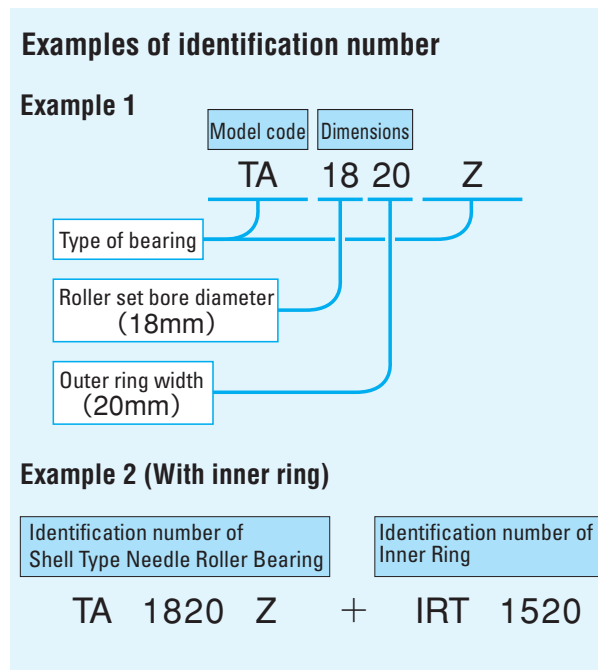 Examples of identification number
Example 1
Model code Dimensions
TA 18 20 Z
Type of bearing
Roller set bore diameter
（18mm）
Outer ring width
（20mm）
Example 2 (With inner ring)
Identification number of
Shell Type Needle Roller Bearing
Identification number of
Inner Ring
TA 1820 Z + IRT 1520